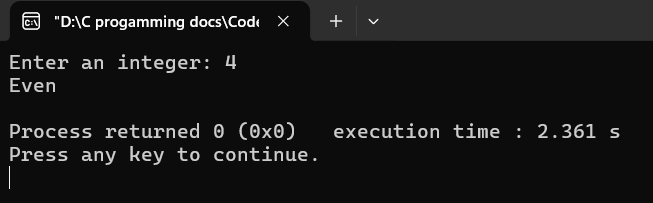 "D:\C progamming docs\Code
Enter an integer: 4
Even
Process returned 0 (0x0)   execution time : 2.361 s
Press any key to continue.